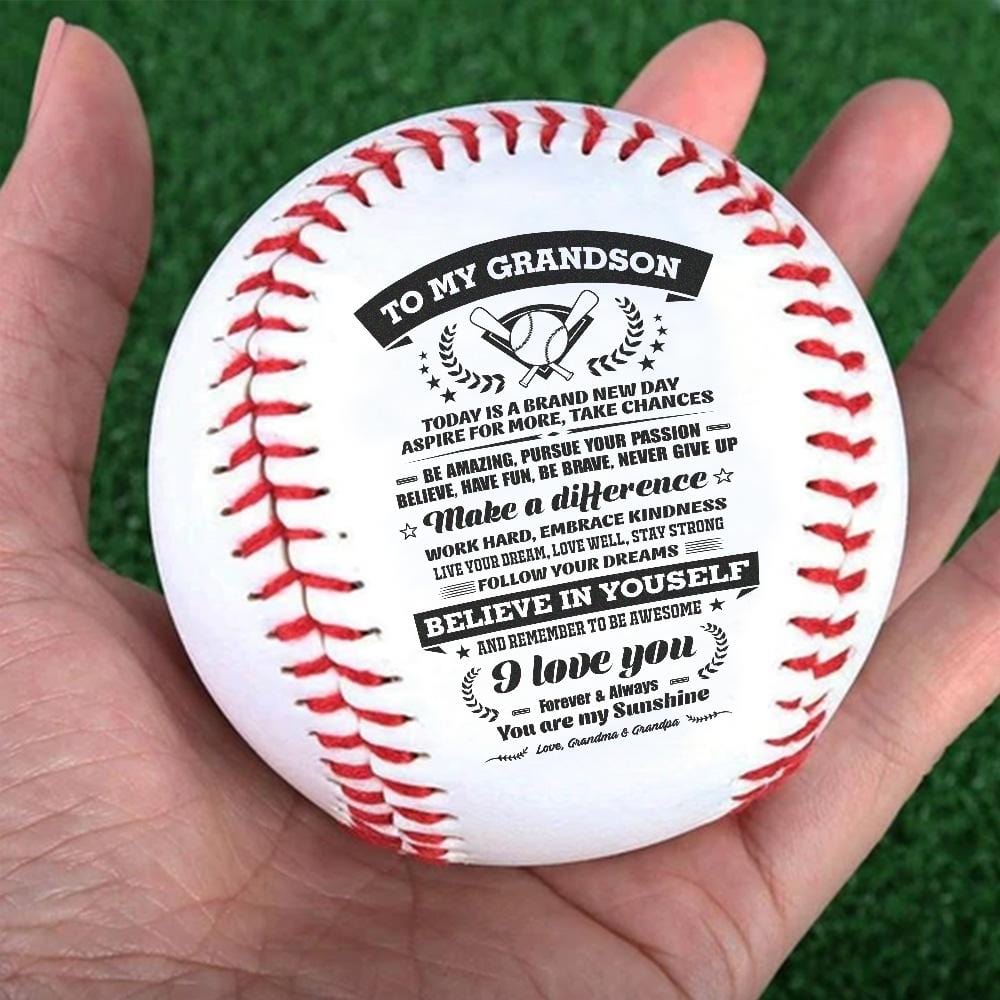 TO MY GRANDSON
TODAY IS A BRAND NEW DAY
ASPIRE FOR MORE, TAKE CHANCES
BE AMAZING, PURSUE YOUR PASSION
BELIEVE, HAVE FUN, BE BRAVE, NEVER GIVE UP
Make a difference
WORK HARD, EMBRACE KINDNESS
LIVE YOUR DREAM, LOVE WELL, STAY STRONG
FOLLOW YOUR DREAMS
BELIEVE IN YOUSELF
AND REMEMBER TO BE AWESOME
I love you
Forever & Always
You are my Sunshine
Love, Grandma & Grandpa